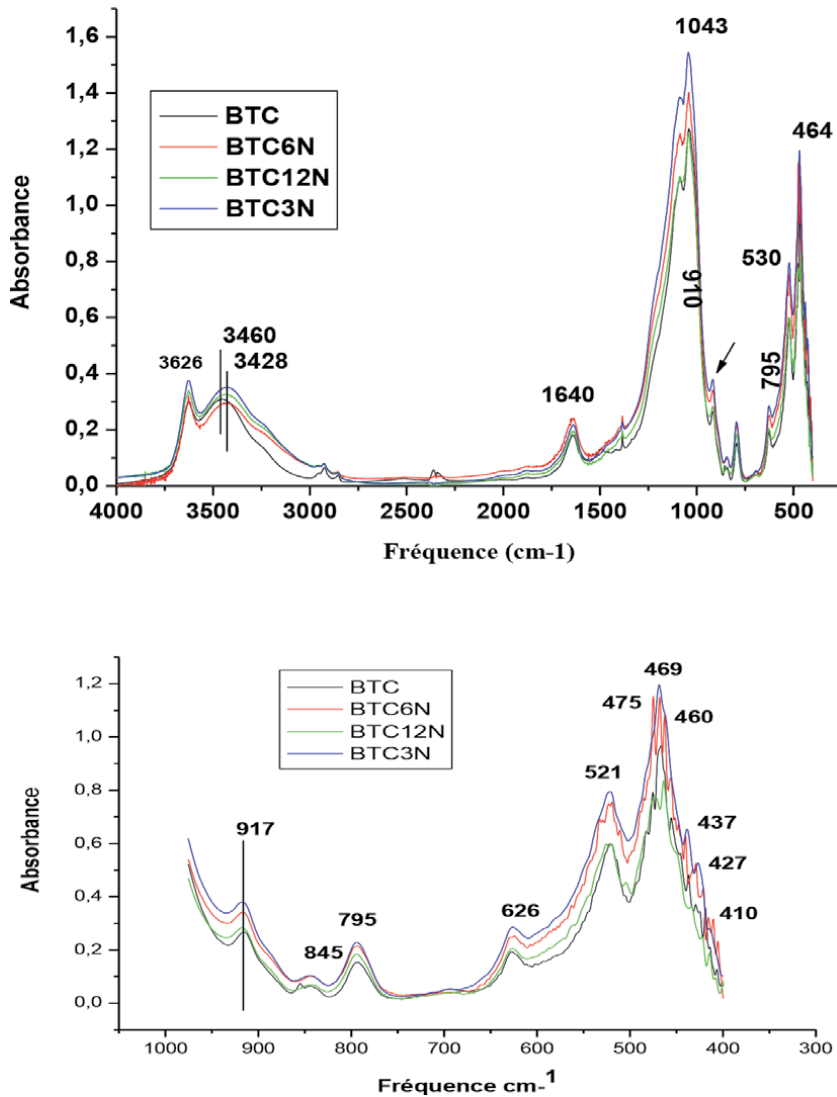 1043
1,6
1,4
1,2
1,0
0,8
0,6
0,4
0,2
0,0
Absorbance
BTC
BTC6N
BTC12N
BTC3N
464
530
910
795
3460
3626
3428
1640
4000 3500 3000 2500 2000 1500 1000 500
Fréquence (cm-1)
1,2
1,0
0,8
0,6
0,4
0,2
0,0
Absorbance
BTC
BTC6N
BTC12N
BTC3N
469
475
460
521
437
427
410
917
845
795
626
1000 900 800 700 600 500 400 300
Fréquence cm-1